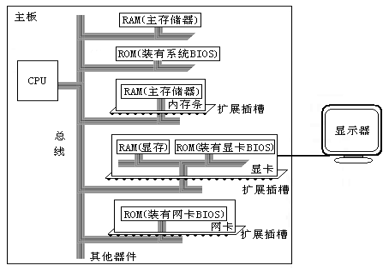 主板
RAM(主存储器)
ROM(装有系统BIOS)
CPU
RAM(主存储器)
内存条
扩展插槽
总线
RAM(显存)
ROM(装有显卡BIOS)
显卡
扩展插槽
显示器
ROM(装有网卡BIOS)
网卡
扩展插槽
其他器件